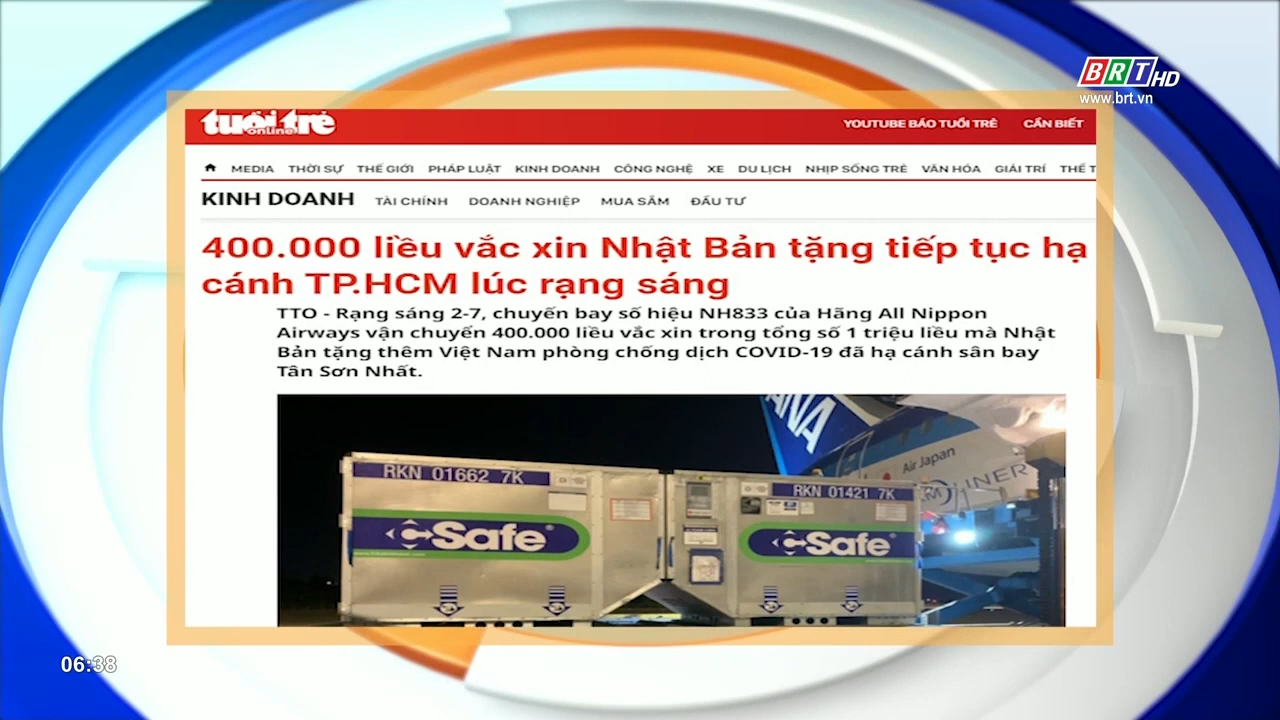 BRT HD
www.brt.vn
tuổi trẻ
online
YOUTUBE BÁO TUỔI TRẺ CẦN BIẾT
MEDIA THỜI SỰ THẾ GIỚI PHÁP LUẬT KINH DOANH CÔNG NGHỆ XE DU LỊCH NHỊP SỐNG TRẺ VĂN HÓA GIẢI TRÍ THỂ T
KINH DOANH TÀI CHÍNH DOANH NGHIỆP MUA SẮM ĐẦU TƯ
400.000 liều vắc xin Nhật Bản tặng tiếp tục hạ
cánh TP.HCM lúc rạng sáng
TTO - Rạng sáng 2-7, chuyến bay số hiệu NH833 của Hãng All Nippon
Airways vận chuyển 400.000 liều vắc xin trong tổng số 1 triệu liều mà Nhật
Bản tặng thêm Việt Nam phòng chống dịch COVID-19 đã hạ cánh sân bay
Tân Sơn Nhất.
ANA
Air Japan
LINER
RKN 01662 7K
RKN 01421 7K
CSafe
CSafe
06:38